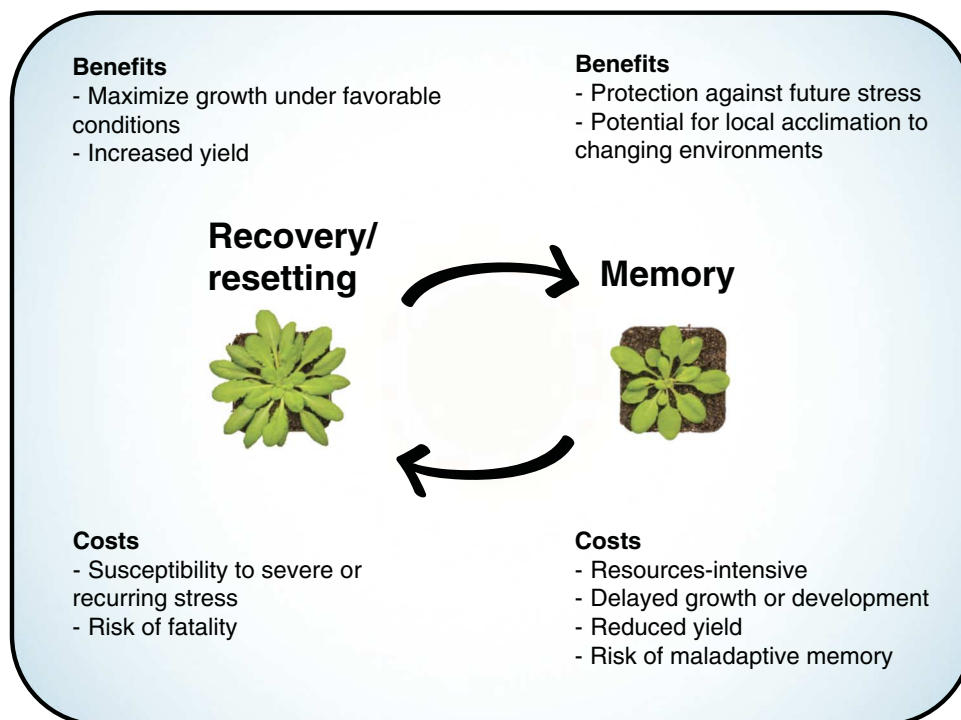 Benefits
- Maximize growth under favorable
conditions
- Increased yield
Benefits
- Protection against future stress
- Potential for local acclimation to
changing environments
Recovery/
resetting
Memory
Costs
- Susceptibility to severe or
recurring stress
- Risk of fatality
Costs
- Resources-intensive
- Delayed growth or development
- Reduced yield
- Risk of maladaptive memory